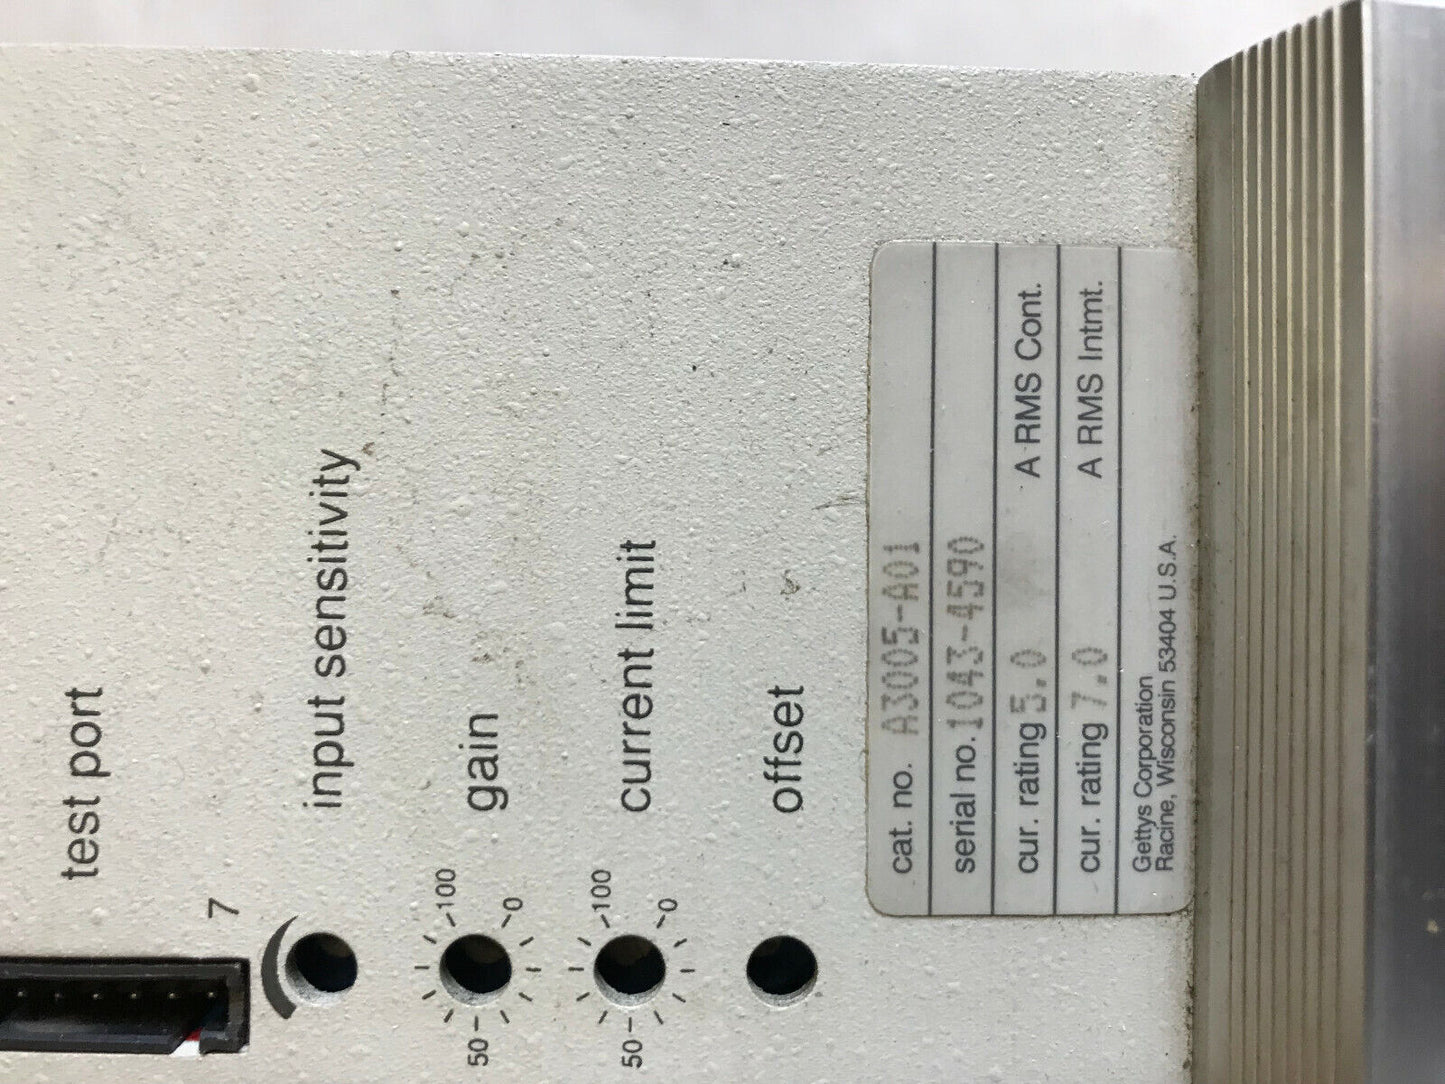 test port
7
input sensitivity
100
0
50
gain
100
0
50
current limit
offset
cat. no. A3005-A01
serial no. 1043-4590
cur. rating 5.0 A RMS Cont.
cur. rating 7.0 A RMS Intmt.
Gettys Corporation
Racine, Wisconsin 53404 U.S.A.